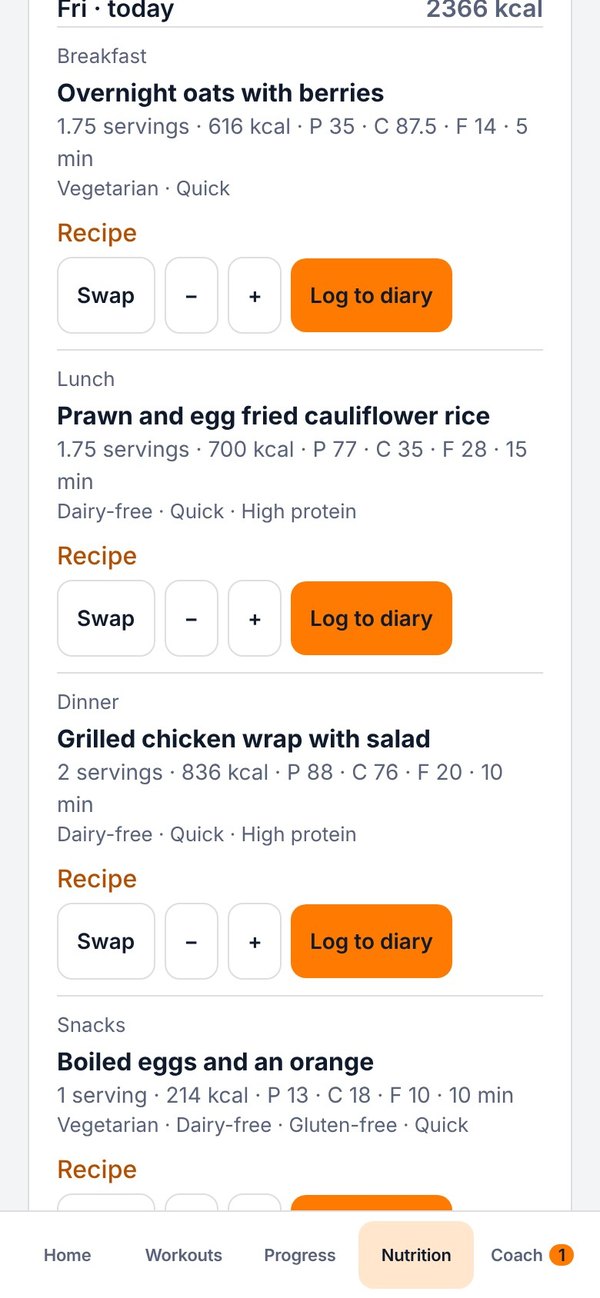 Fri · today 2366 kcal
Breakfast
Overnight oats with berries
1.75 servings · 616 kcal · P 35 · C 87.5 · F 14 · 5
min
Vegetarian · Quick
Recipe
Swap – + Log to diary
Lunch
Prawn and egg fried cauliflower rice
1.75 servings · 700 kcal · P 77 · C 35 · F 28 · 15
min
Dairy-free · Quick · High protein
Recipe
Swap – + Log to diary
Dinner
Grilled chicken wrap with salad
2 servings · 836 kcal · P 88 · C 76 · F 20 · 10
min
Dairy-free · Quick · High protein
Recipe
Swap – + Log to diary
Snacks
Boiled eggs and an orange
1 serving · 214 kcal · P 13 · C 18 · F 10 · 10 min
Vegetarian · Dairy-free · Gluten-free · Quick
Recipe
Home Workouts Progress Nutrition Coach 1